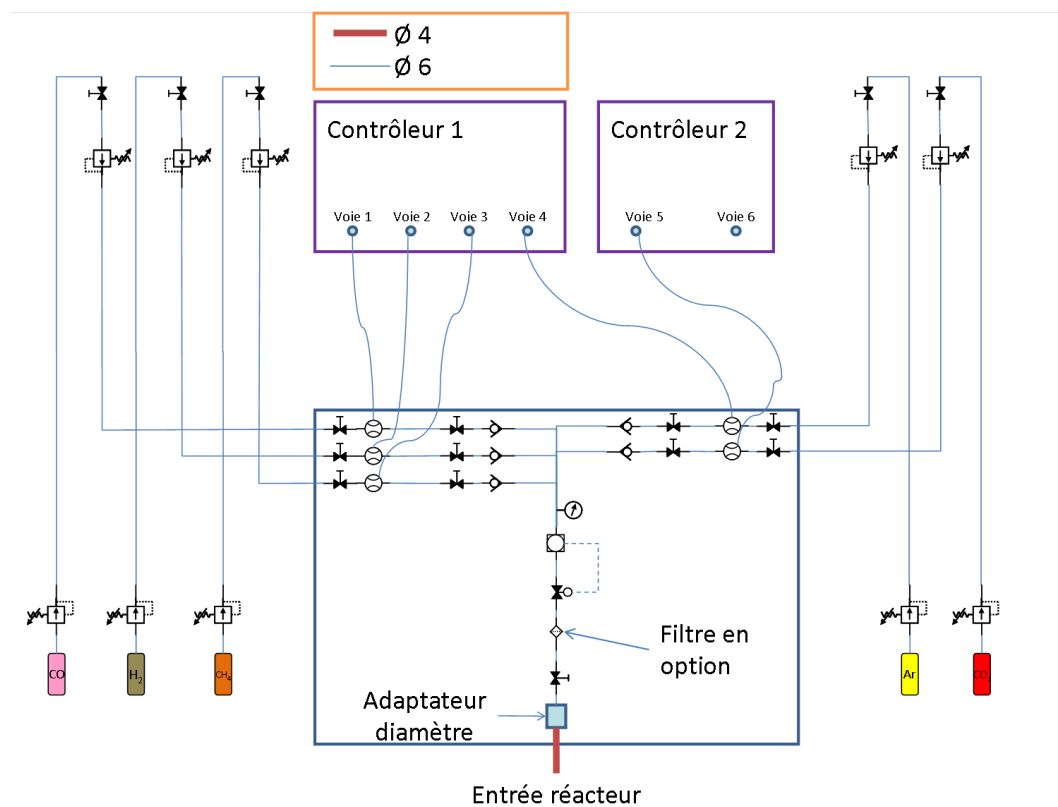 Ø 4
Ø 6
Contrôleur 1
Contrôleur 2
Voie 1
Voie 2
Voie 3
Voie 4
Voie 5
Voie 6
Filtre en
option
CO
H₂
CH₄
Ar
CO₂
Adaptateur
diamètre
Entrée réacteur